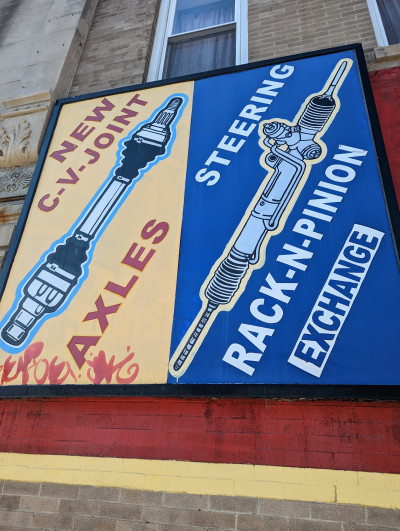 NEW
C-V-JOINT
AXLES
STEERING
RACK-N-PINION
EXCHANGE